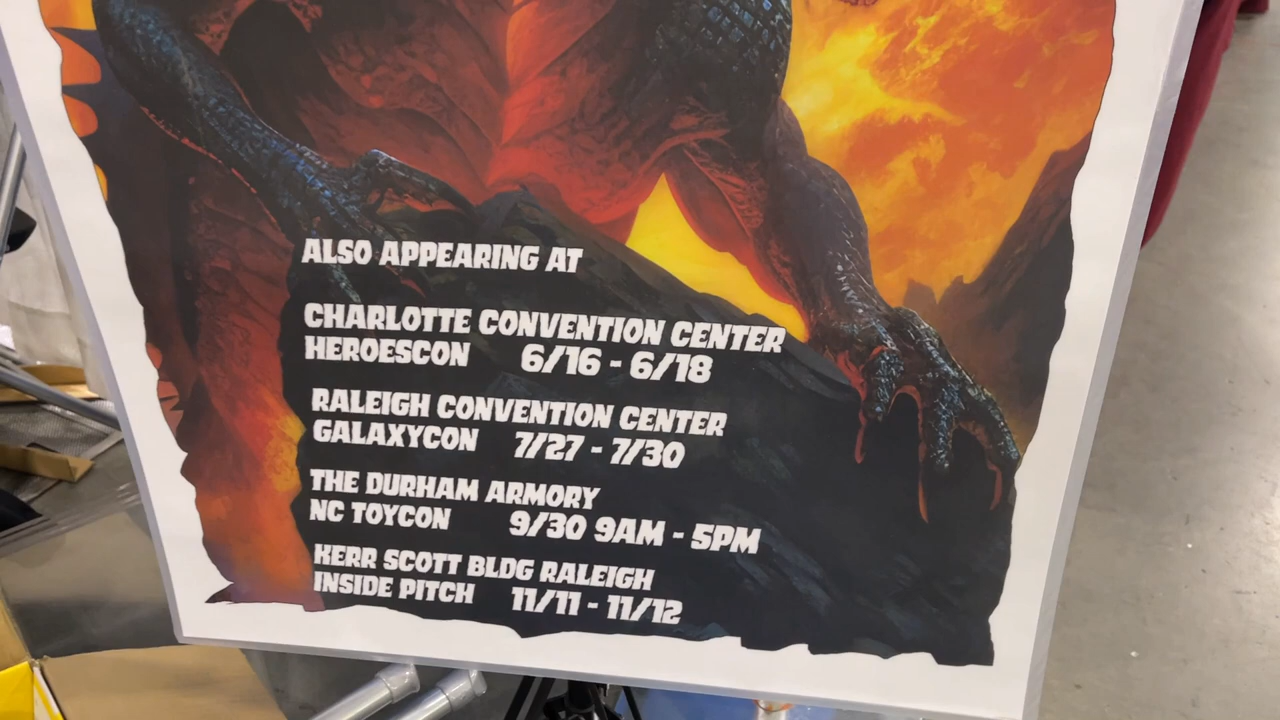 ALSO APPEARING AT
CHARLOTTE CONVENTION CENTER
HEROESCON 6/16 - 6/18
RALEIGH CONVENTION CENTER
GALAXYCON 7/27 - 7/30
THE DURHAM ARMORY
NC TOYCON 9/30 9AM - 5PM
KERR SCOTT BLDG RALEIGH
INSIDE PITCH 11/11 - 11/12